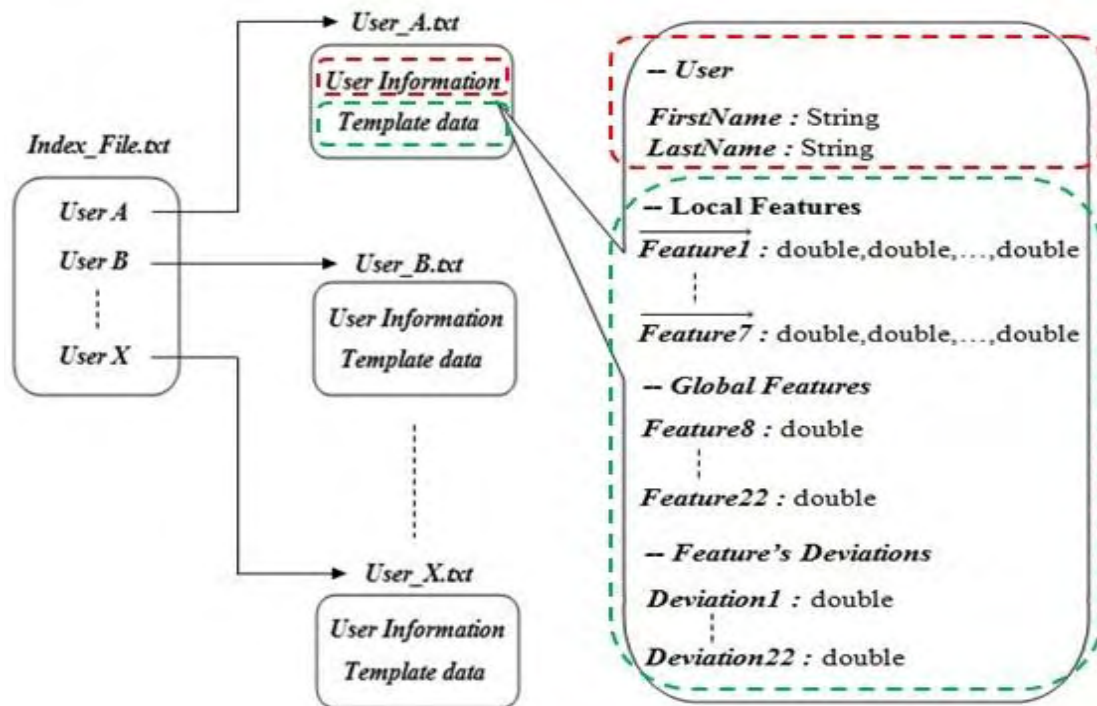 Index_File.txt
User A
User B
User X
User_A.txt
User Information
Template data
User_B.txt
User Information
Template data
User_X.txt
User Information
Template data
-- User
FirstName : String
LastName : String
-- Local Features
Feature1 : double,double,…,double
Feature7 : double,double,…,double
-- Global Features
Feature8 : double
Feature22 : double
-- Feature’s Deviations
Deviation1 : double
Deviation22 : double